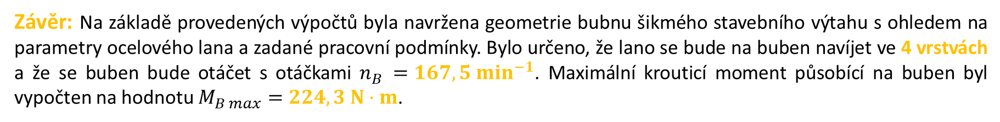 Závěr: Na základě provedených výpočtů byla navržena geometrie bubnu šikmého stavebního výtahu s ohledem na
parametry ocelového lana a zadané pracovní podmínky. Bylo určeno, že lano se bude na buben navíjet ve 4 vrstvách
a že se buben bude otáčet s otáčkami n_B = 167,5 min⁻¹. Maximální krouticí moment působící na buben byl
vypočten na hodnotu M_{B max} = 224,3 N · m.